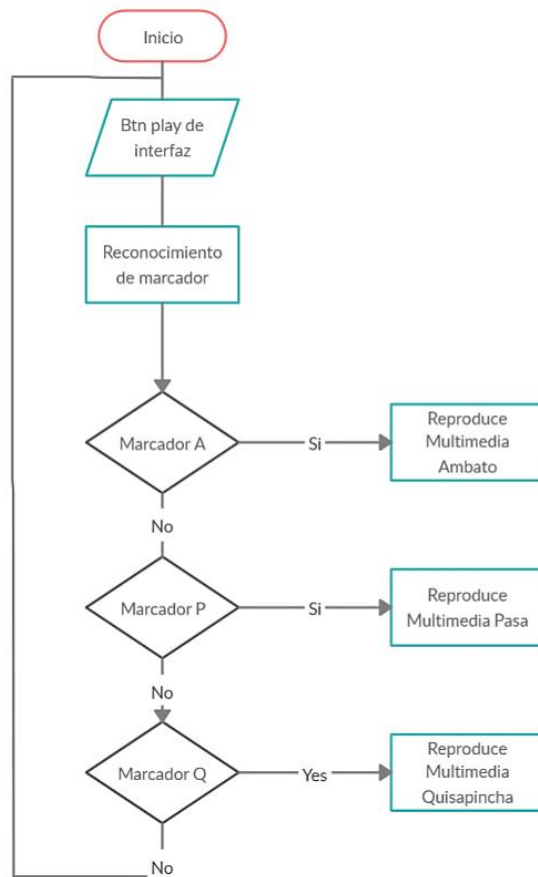 Inicio
Btn play de
interfaz
Reconocimiento
de marcador
Marcador A
Si
Reproduce
Multimedia
Ambato
No
Marcador P
Si
Reproduce
Multimedia Pasa
No
Marcador Q
Yes
Reproduce
Multimedia
Quisapincha
No